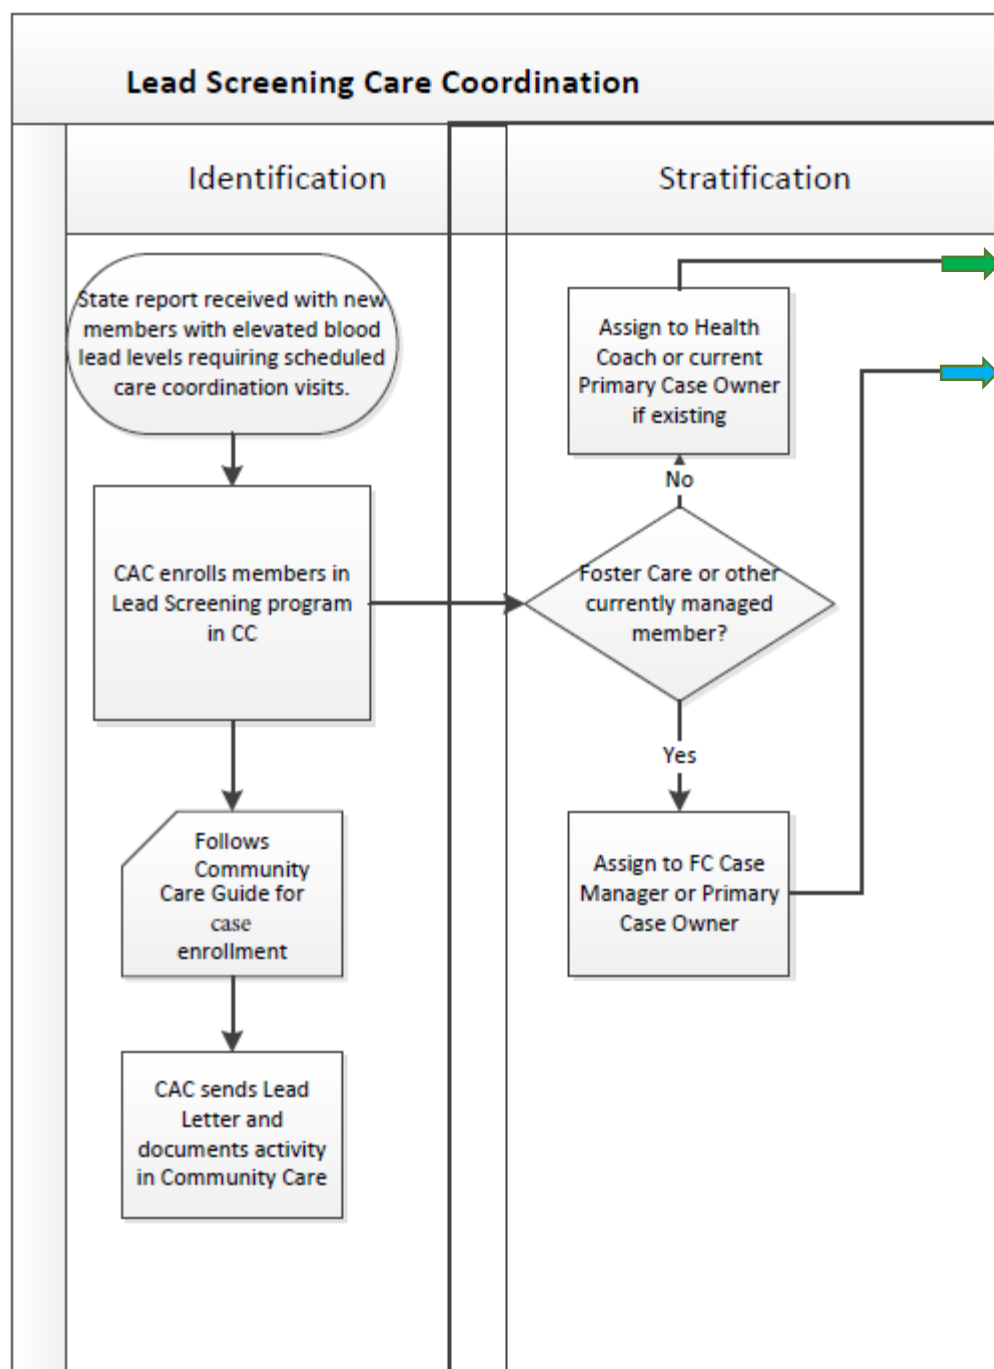 Lead Screening Care Coordination
Identification
Stratification
State report received with new
members with elevated blood
lead levels requiring scheduled
care coordination visits.
CAC enrolls members in
Lead Screening program
in CC
Follows
Community
Care Guide for
case
enrollment
CAC sends Lead
Letter and
documents activity
in Community Care
Assign to Health
Coach or current
Primary Case Owner
if existing
No
Foster Care or other
currently managed
member?
Yes
Assign to FC Case
Manager or Primary
Case Owner